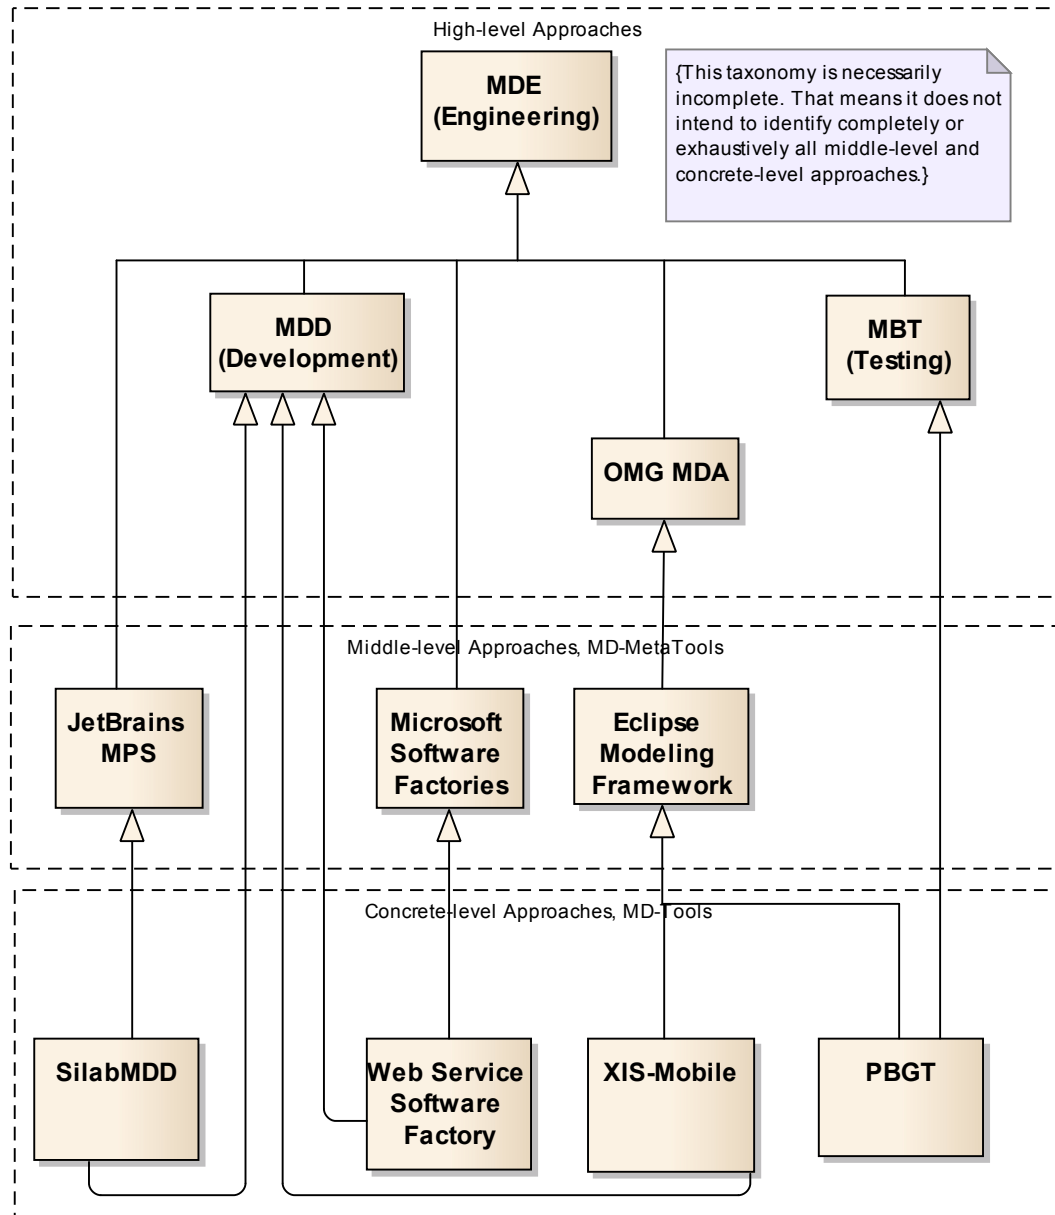 High-level Approaches
MDE
(Engineering)
{This taxonomy is necessarily
incomplete. That means it does not
intend to identify completely or
exhaustively all middle-level and
concrete-level approaches.}
MDD
(Development)
MBT
(Testing)
OMG MDA
Middle-level Approaches, MD-MetaTools
JetBrains
MPS
Microsoft
Software
Factories
Eclipse
Modeling
Framework
Concrete-level Approaches, MD-Tools
SilabMDD
Web Service
Software
Factory
XIS-Mobile
PBGT